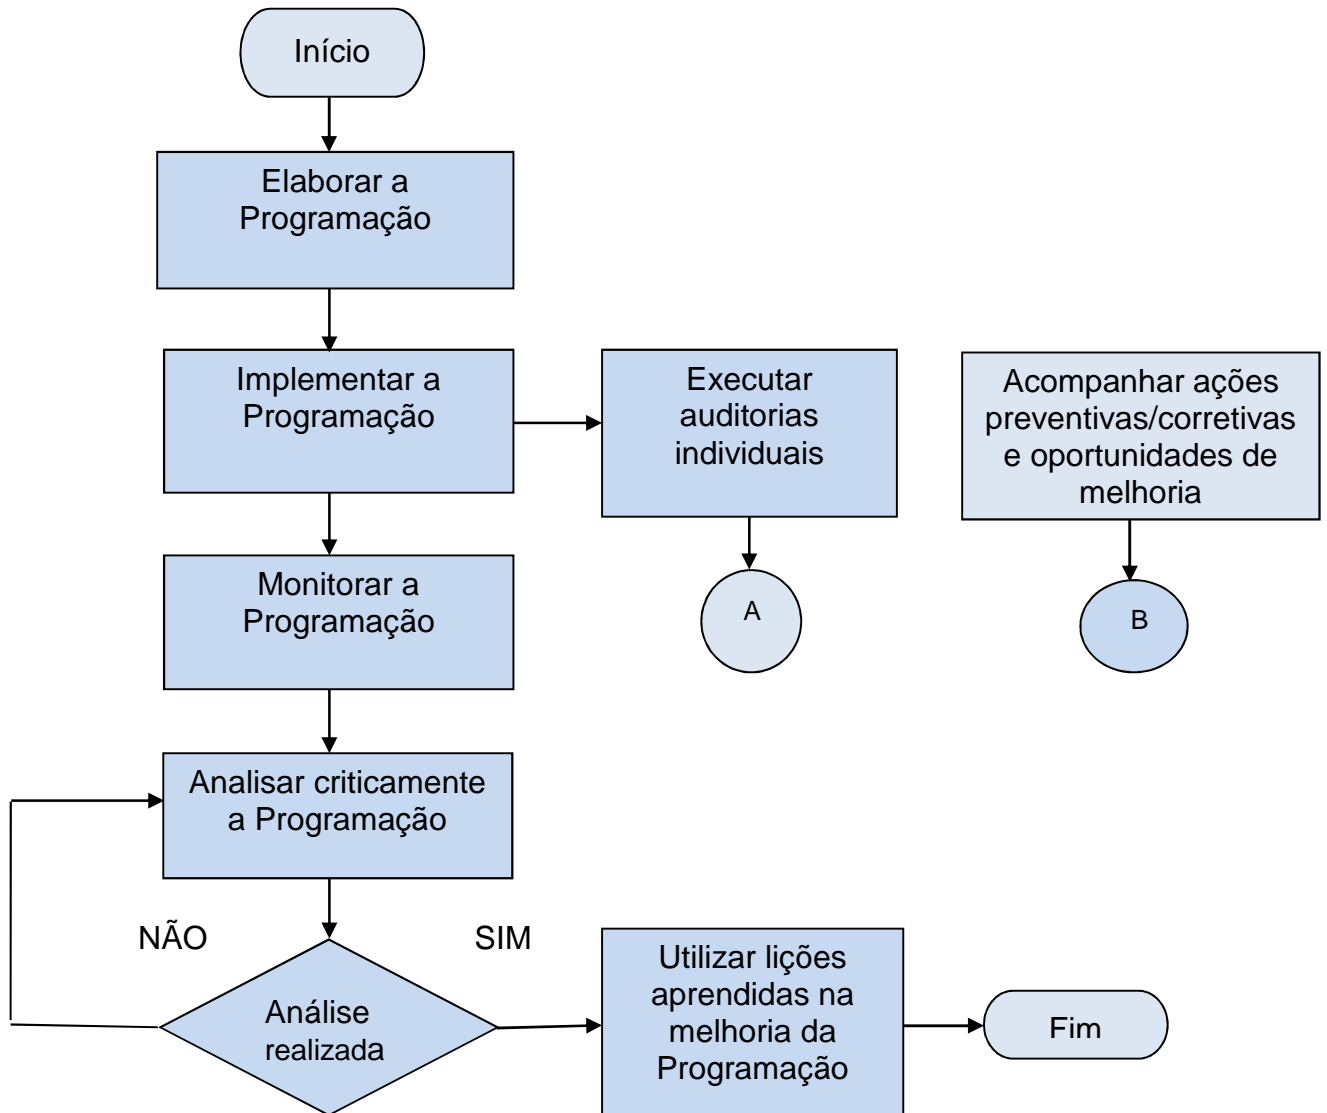 Início
Elaborar a
Programação
Implementar a
Programação
Executar
auditorias
individuais
Acompanhar ações
preventivas/corretivas
e oportunidades de
melhoria
Monitorar a
Programação
A
B
Analisar criticamente
a Programação
NÃO
SIM
Análise
realizada
Utilizar lições
aprendidas na
melhoria da
Programação
Fim